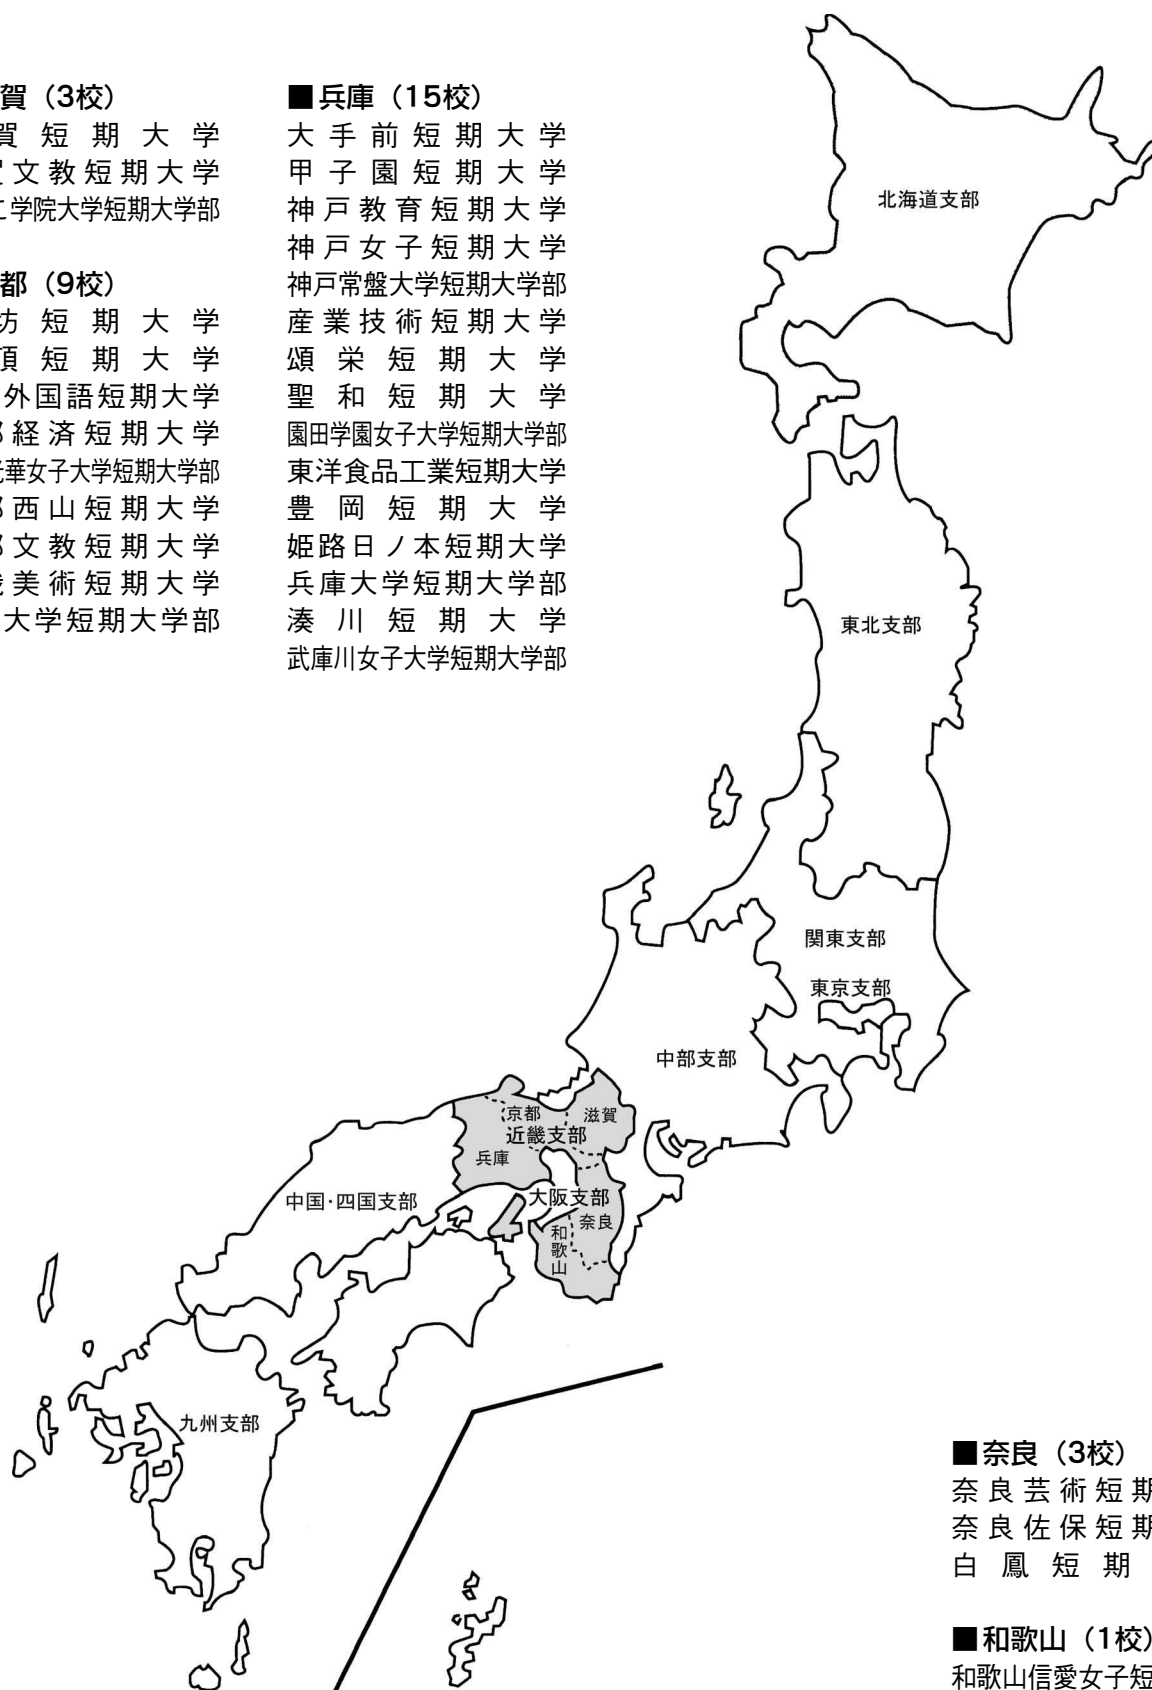 賀（3校）
賀短期大学
文教短期大学
学院大学短期大学部
都（9校）
坊短期大学
頂短期大学
外国語短期大学
都経済短期大学
華女子大学短期大学部
都西山短期大学
都文教短期大学
美術短期大学
大学短期大学部
■兵庫（15校）
大手前短期大学
甲子園短期大学
神戸教育短期大学
神戸女子短期大学
神戸常盤大学短期大学部
産業技術短期大学
頌栄短期大学
聖和短期大学
園田学園女子大学短期大学部
東洋食品工業短期大学
豊岡短期大学
姫路日ノ本短期大学
兵庫大学短期大学部
湊川短期大学
武庫川女子大学短期大学部
北海道支部
東北支部
関東支部
東京支部
中部支部
京都
滋賀
近畿支部
兵庫
大阪支部
奈良
和歌山
中国・四国支部
九州支部
■奈良（3校）
奈良芸術短期
奈良佐保短期
白鳳短期
■和歌山（1校）
和歌山信愛女子短